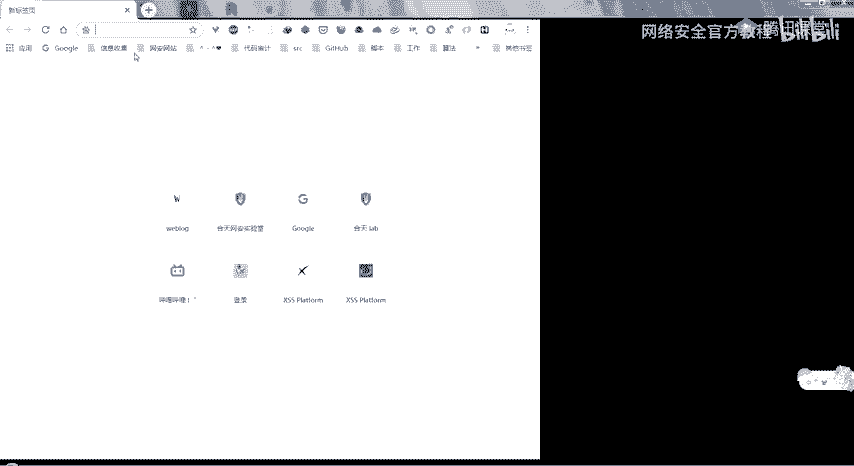 新标签页
网络安全官方教程 腾讯课堂 bilibili
应用 Google 信息收集 网安网站 代码审计 src GitHub 脚本 工作 算法 » 其他书签
weblog 合天网安实验室 Google 合天 lab
哔哩哔哩 登录 XSS Platform XSS Platform